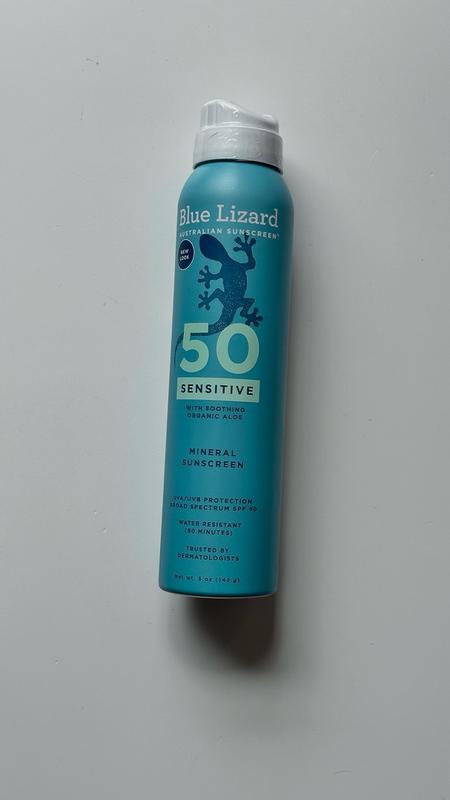 Blue Lizard
AUSTRALIAN SUNSCREEN®
NEW
LOOK
50
SENSITIVE
WITH SOOTHING
ORGANIC ALOE
MINERAL
SUNSCREEN
UVA/UVB PROTECTION
BROAD SPECTRUM SPF 50
WATER RESISTANT
(80 MINUTES)
TRUSTED BY
DERMATOLOGISTS
Net wt. 5 oz (142 g)